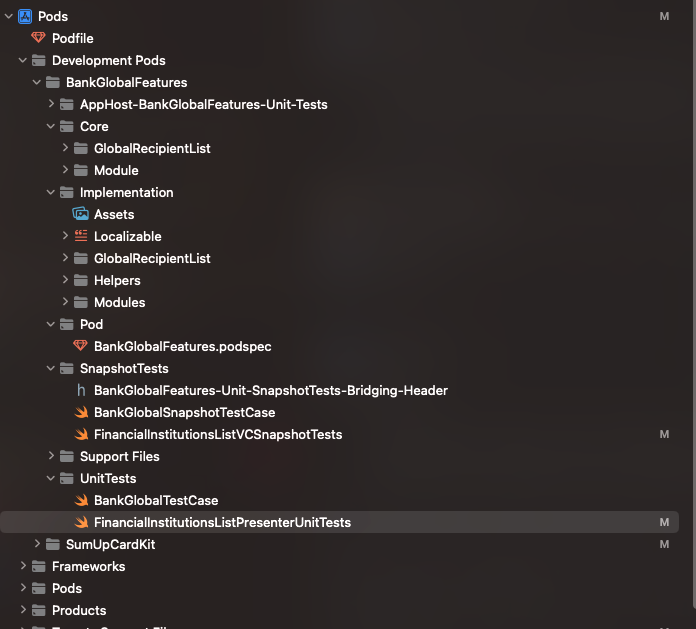 Pods M
Podfile
Development Pods
BankGlobalFeatures
AppHost-BankGlobalFeatures-Unit-Tests
Core
GlobalRecipientList
Module
Implementation
Assets
Localizable
GlobalRecipientList
Helpers
Modules
Pod
BankGlobalFeatures.podspec
SnapshotTests
h BankGlobalFeatures-Unit-SnapshotTests-Bridging-Header
BankGlobalSnapshotTestCase
FinancialInstitutionsListVCSnapshotTests M
Support Files
UnitTests
BankGlobalTestCase
FinancialInstitutionsListPresenterUnitTests M
SumUpCardKit M
Frameworks
Pods
Products